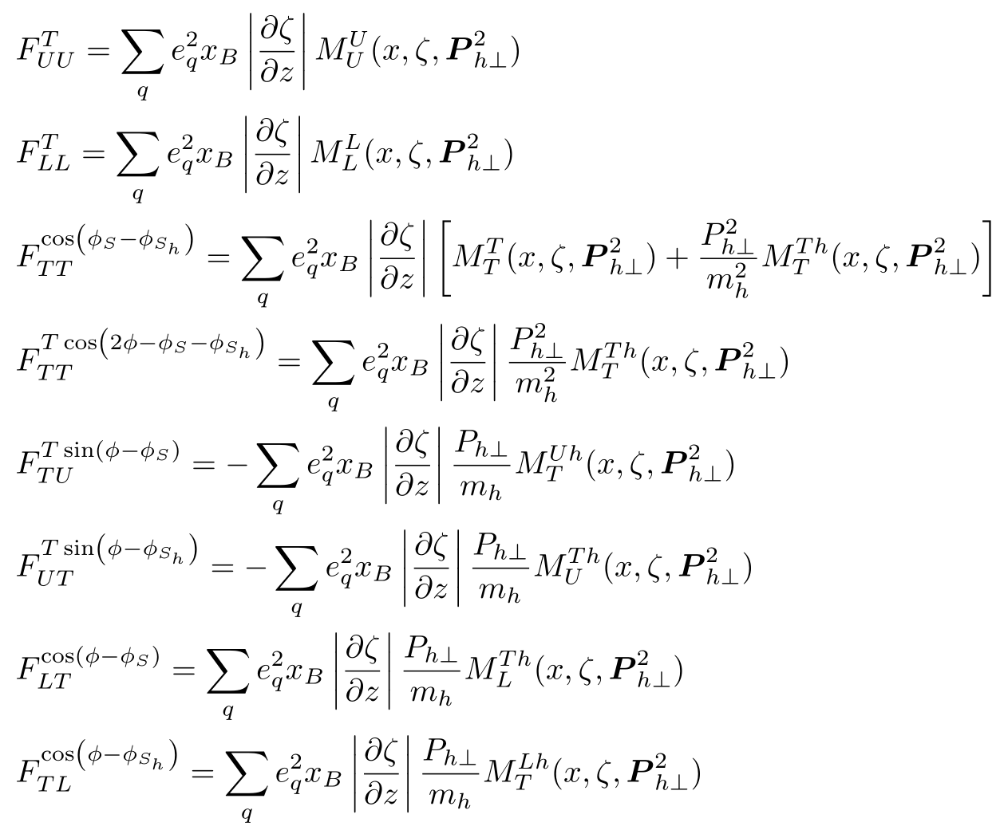 $F_{UU}^{T} = \sum_{q} e_q^2 x_B \left| \frac{\partial \zeta}{\partial z} \right| M_U^U(x, \zeta, \boldsymbol{P}_{h\perp}^2)$
$F_{LL}^{T} = \sum_{q} e_q^2 x_B \left| \frac{\partial \zeta}{\partial z} \right| M_L^L(x, \zeta, \boldsymbol{P}_{h\perp}^2)$
$F_{TT}^{\cos(\phi_S - \phi_{S_h})} = \sum_{q} e_q^2 x_B \left| \frac{\partial \zeta}{\partial z} \right| \left[ M_T^T(x, \zeta, \boldsymbol{P}_{h\perp}^2) + \frac{P_{h\perp}^2}{m_h^2} M_T^{Th}(x, \zeta, \boldsymbol{P}_{h\perp}^2) \right]$
$F_{TT}^{T\cos(2\phi - \phi_S - \phi_{S_h})} = \sum_{q} e_q^2 x_B \left| \frac{\partial \zeta}{\partial z} \right| \frac{P_{h\perp}^2}{m_h^2} M_T^{Th}(x, \zeta, \boldsymbol{P}_{h\perp}^2)$
$F_{TU}^{T\sin(\phi - \phi_S)} = - \sum_{q} e_q^2 x_B \left| \frac{\partial \zeta}{\partial z} \right| \frac{P_{h\perp}}{m_h} M_T^{Uh}(x, \zeta, \boldsymbol{P}_{h\perp}^2)$
$F_{UT}^{T\sin(\phi - \phi_{S_h})} = - \sum_{q} e_q^2 x_B \left| \frac{\partial \zeta}{\partial z} \right| \frac{P_{h\perp}}{m_h} M_U^{Th}(x, \zeta, \boldsymbol{P}_{h\perp}^2)$
$F_{LT}^{\cos(\phi - \phi_S)} = \sum_{q} e_q^2 x_B \left| \frac{\partial \zeta}{\partial z} \right| \frac{P_{h\perp}}{m_h} M_L^{Th}(x, \zeta, \boldsymbol{P}_{h\perp}^2)$
$F_{TL}^{\cos(\phi - \phi_{S_h})} = \sum_{q} e_q^2 x_B \left| \frac{\partial \zeta}{\partial z} \right| \frac{P_{h\perp}}{m_h} M_T^{Lh}(x, \zeta, \boldsymbol{P}_{h\perp}^2)$